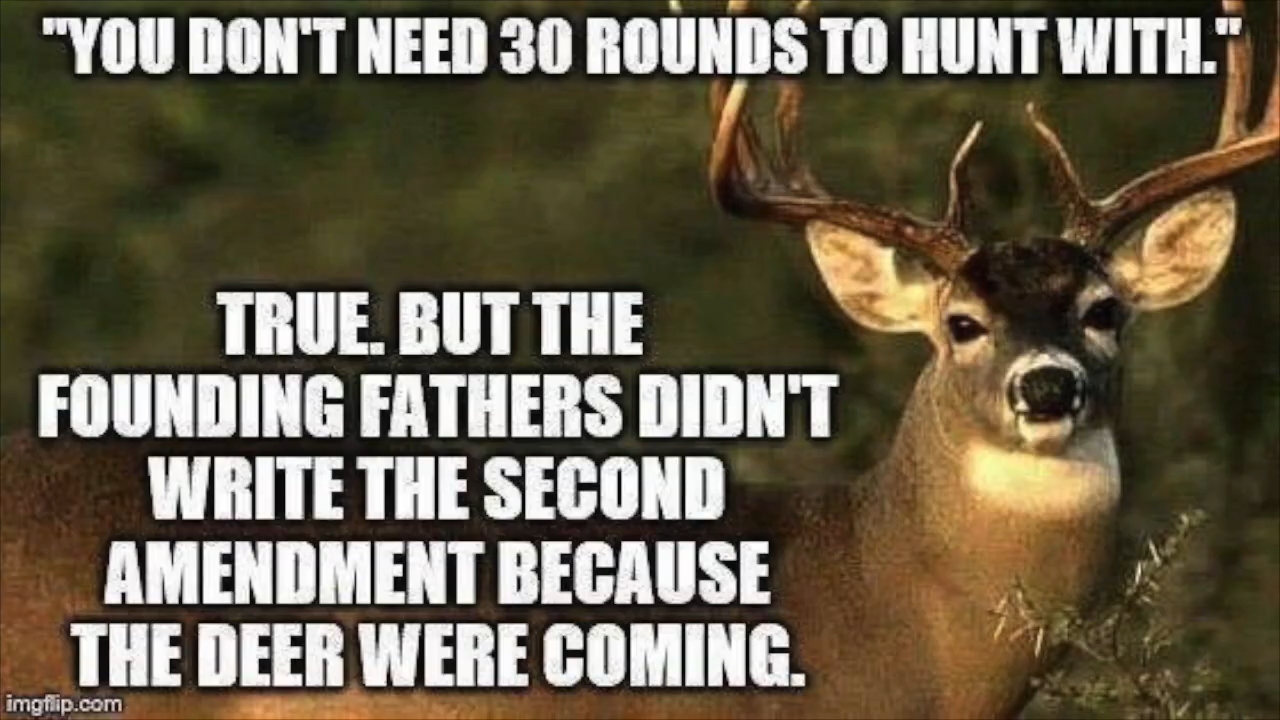 "YOU DON'T NEED 30 ROUNDS TO HUNT WITH."
TRUE. BUT THE
FOUNDING FATHERS DIDN'T
WRITE THE SECOND
AMENDMENT BECAUSE
THE DEER WERE COMING.
imgflip.com